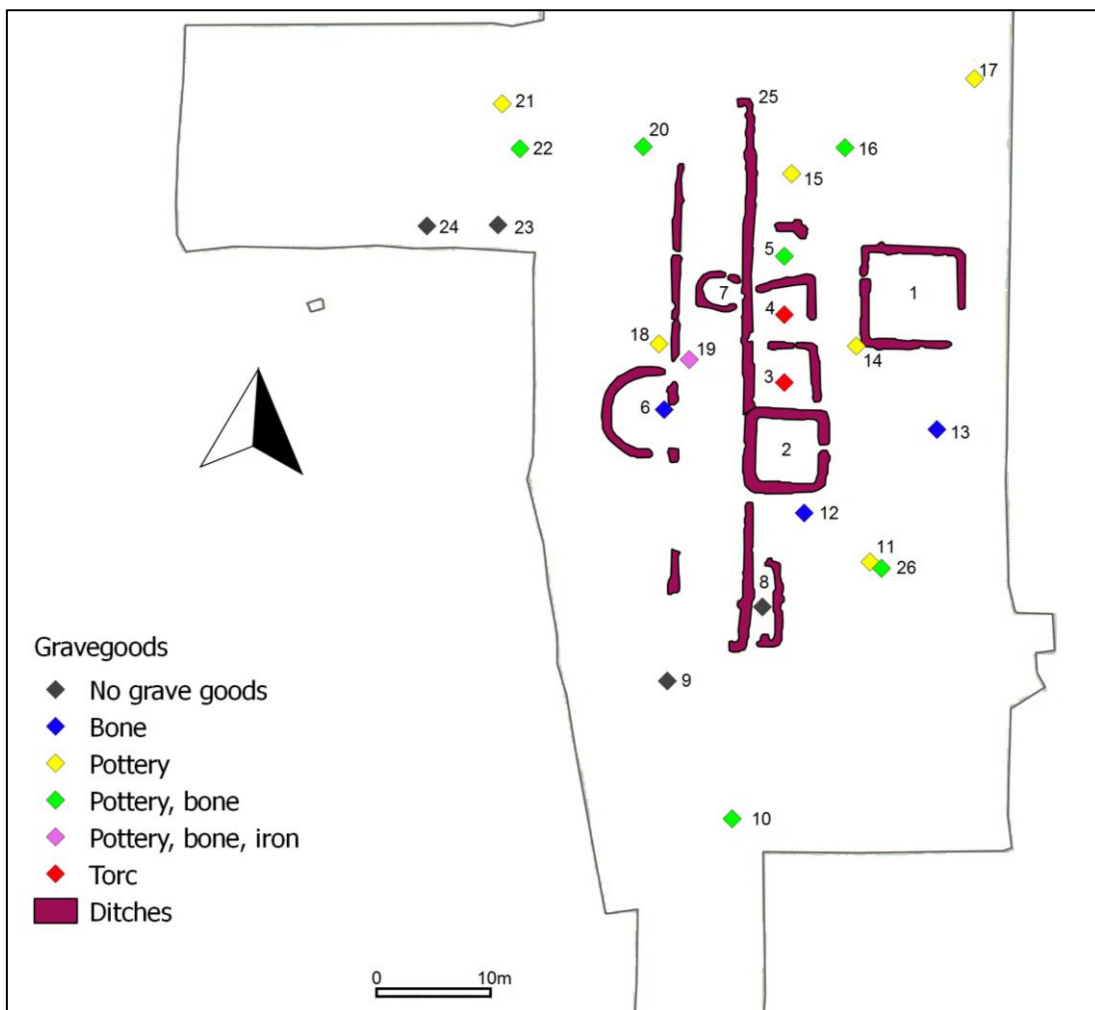 17
21
25
20
22
16
15
24
23
5
7
1
4
18
19
14
3
6
13
2
12
11
26
8
9
10
Gravegoods
No grave goods
Bone
Pottery
Pottery, bone
Pottery, bone, iron
Torc
Ditches
0 10m